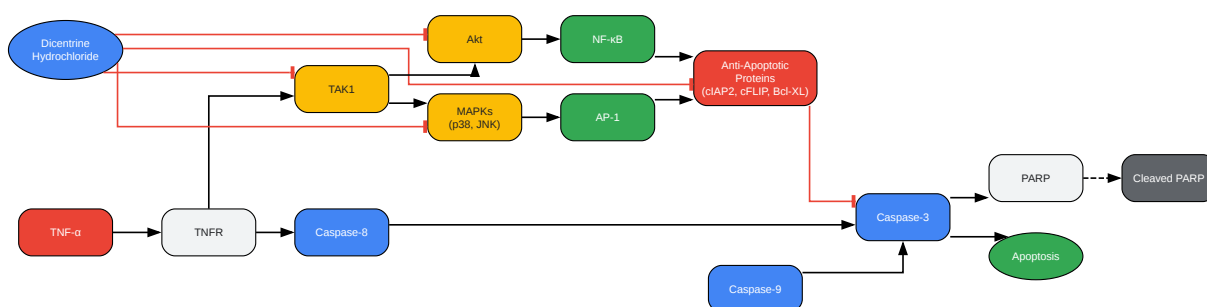 Dicentrine
Hydrochloride
Akt
NF-κB
Anti-Apoptotic
Proteins
(cIAP2, cFLIP, Bcl-XL)
TAK1
MAPKs
(p38, JNK)
AP-1
PARP
Cleaved PARP
TNF-α
TNFR
Caspase-8
Caspase-3
Apoptosis
Caspase-9